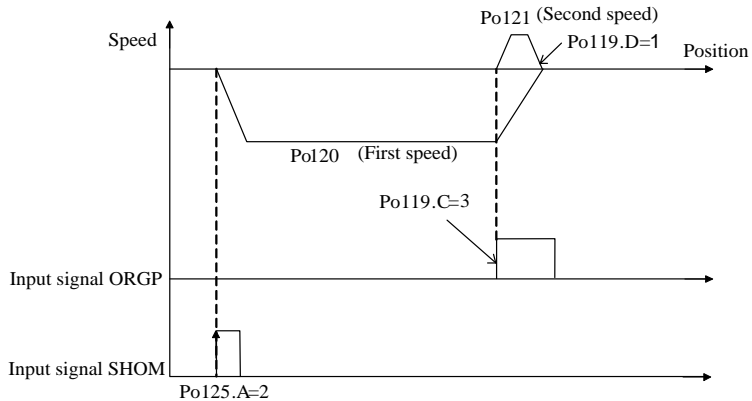 Po121 (Second speed)
Speed
Po119.D=1
Position
Po120 (First speed)
Po119.C=3
Input signal ORGP
Input signal SHOM
Po125.A=2